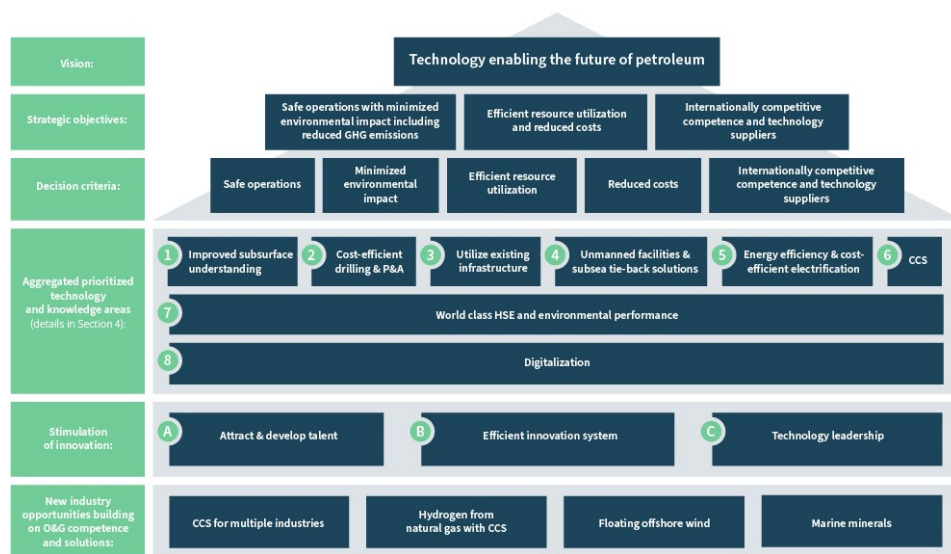 Vision:
Technology enabling the future of petroleum
Strategic objectives:
Safe operations with minimized
environmental impact including
reduced GHG emissions
Efficient resource utilization
and reduced costs
Internationally competitive
competence and technology
suppliers
Decision criteria:
Safe operations
Minimized
environmental
impact
Efficient resource
utilization
Reduced costs
Internationally competitive
competence and technology
suppliers
Aggregated prioritized
technology
and knowledge areas
(details in Section 4):
1
Improved subsurface
understanding
2
Cost-efficient
drilling & P&A
3
Utilize existing
infrastructure
4
Unmanned facilities &
subsea tie-back solutions
5
Energy efficiency & cost-
efficient electrification
6
CCS
7
World class HSE and environmental performance
8
Digitalization
Stimulation
of innovation:
A
Attract & develop talent
B
Efficient innovation system
C
Technology leadership
New industry
opportunities building
on O&G competence
and solutions:
CCS for multiple industries
Hydrogen from
natural gas with CCS
Floating offshore wind
Marine minerals